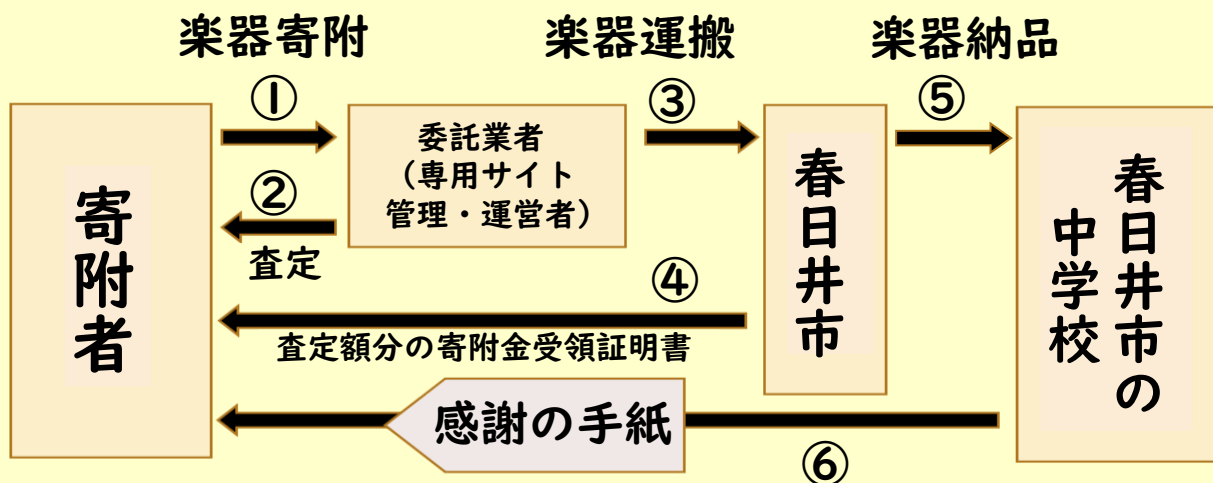 楽器寄附
楽器運搬
楽器納品
①
③
⑤
寄附者
委託業者
（専用サイト
管理・運営者）
春日井市
春日井市の
中学校
②
査定
④
査定額分の寄附金受領証明書
感謝の手紙
⑥